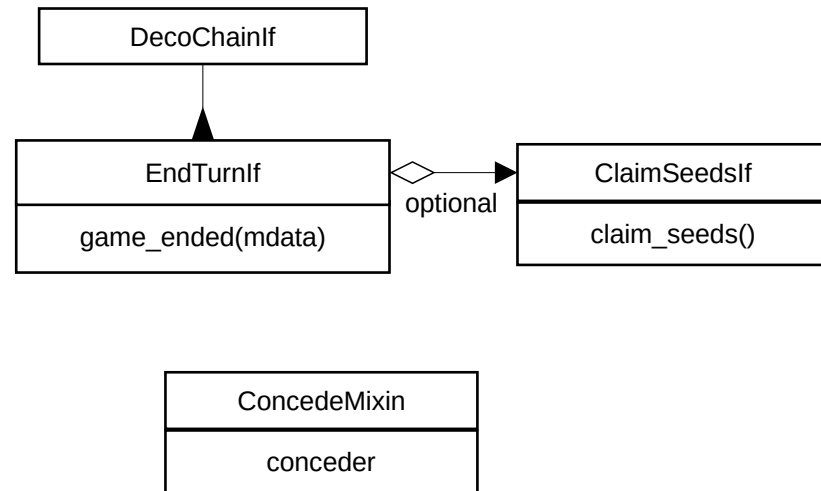 DecoChainIf
EndTurnIf
game_ended(mdata)
optional
ClaimSeedsIf
claim_seeds()
ConcedeMixin
conceder